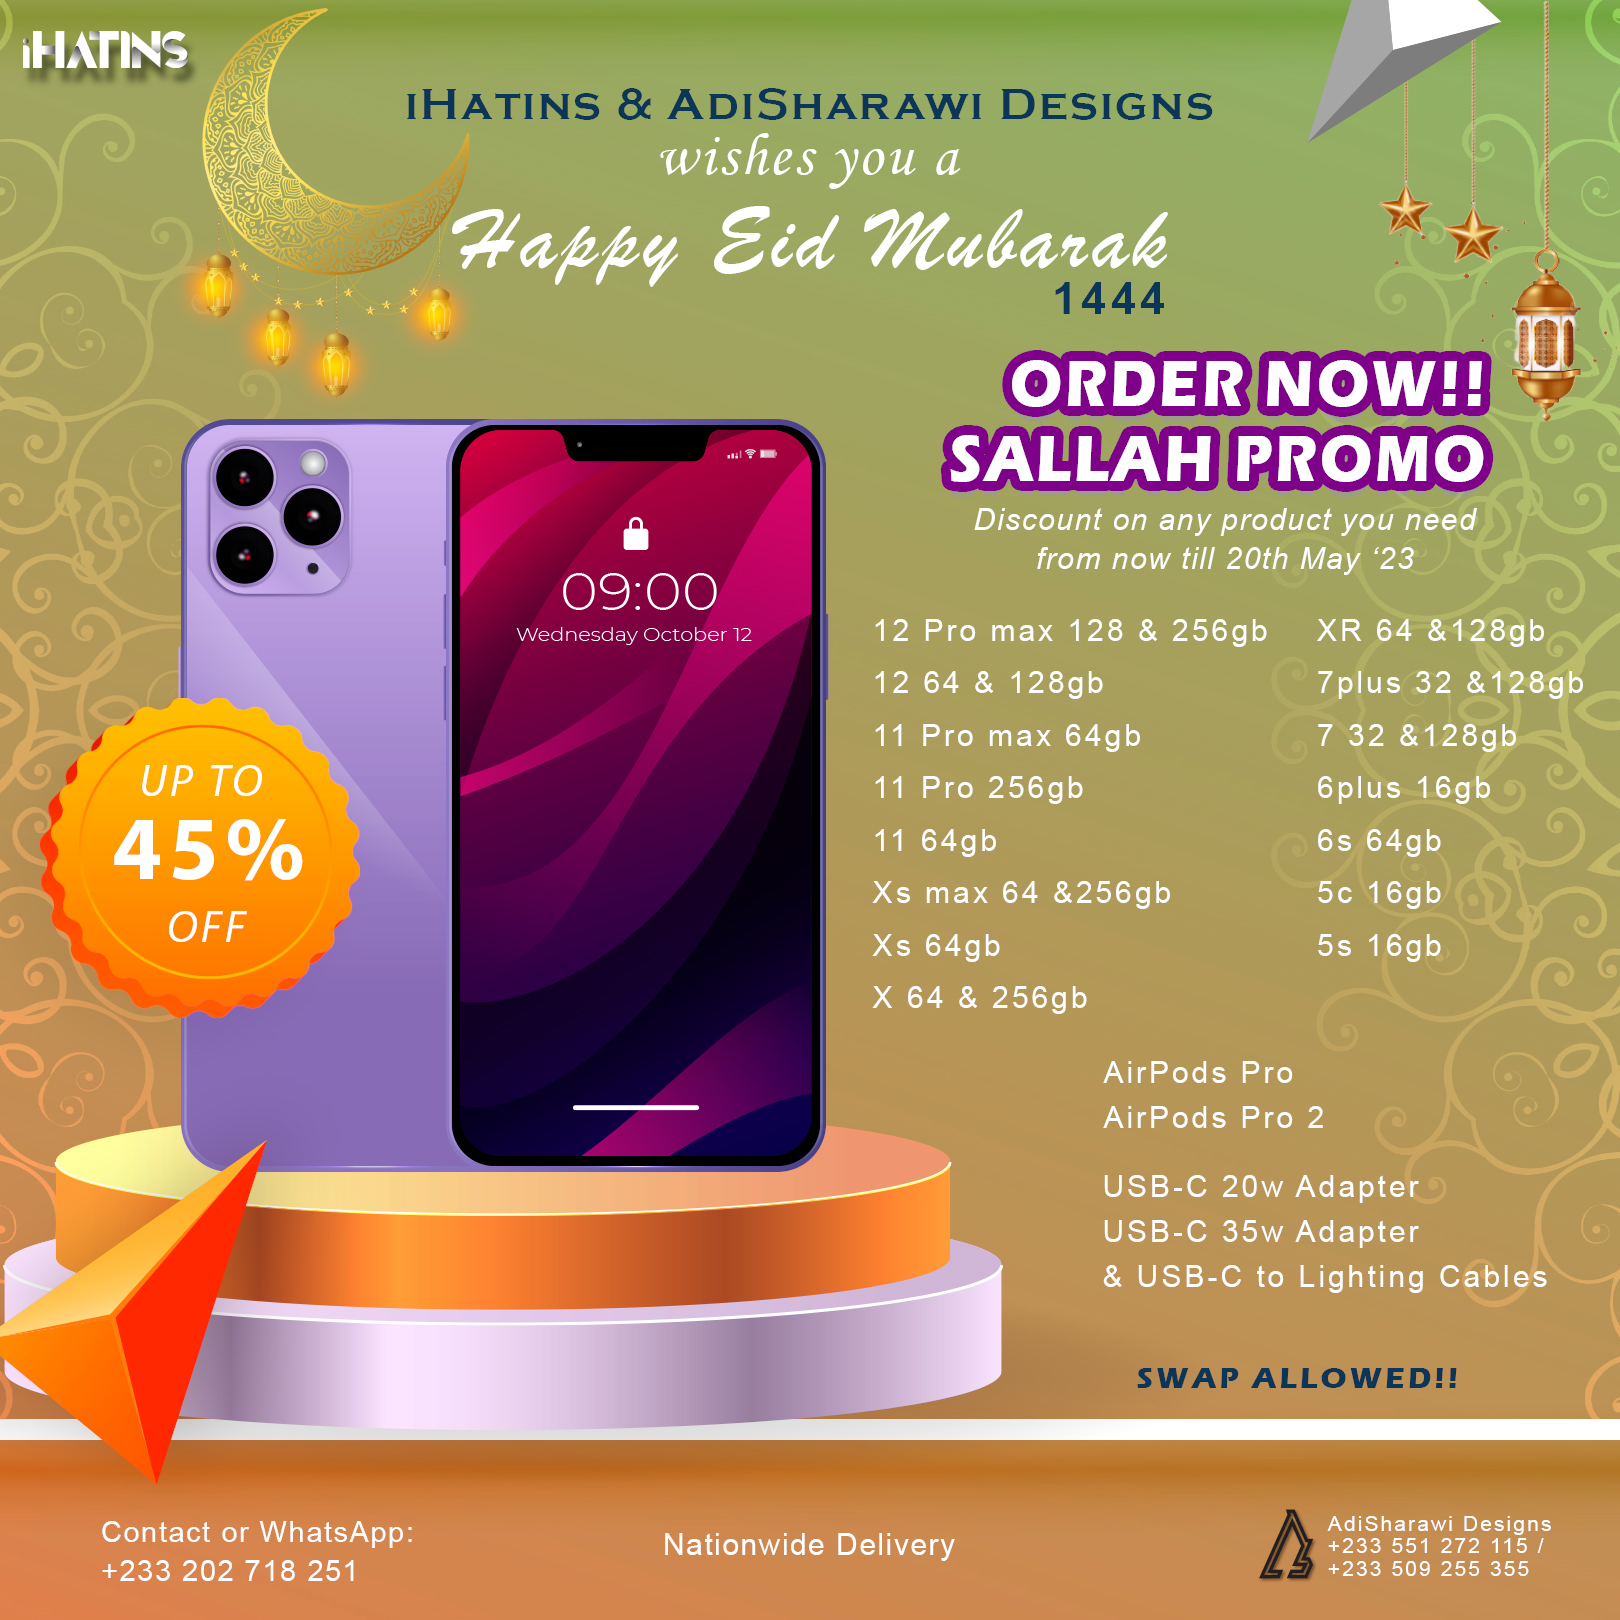 iHATINS
iHatins & AdiSharawi Designs
wishes you a
Happy Eid Mubarak
1444
ORDER NOW!!
SALLAH PROMO
Discount on any product you need
from now till 20th May ‘23
09:00
Wednesday October 12
UP TO
45%
OFF
12 Pro max 128 & 256gb
12 64 & 128gb
11 Pro max 64gb
11 Pro 256gb
11 64gb
Xs max 64 &256gb
Xs 64gb
X 64 & 256gb
XR 64 &128gb
7plus 32 &128gb
7 32 &128gb
6plus 16gb
6s 64gb
5c 16gb
5s 16gb
AirPods Pro
AirPods Pro 2
USB-C 20w Adapter
USB-C 35w Adapter
& USB-C to Lighting Cables
SWAP ALLOWED!!
Contact or WhatsApp:
+233 202 718 251
Nationwide Delivery
AdiSharawi Designs
+233 551 272 115 /
+233 509 255 355